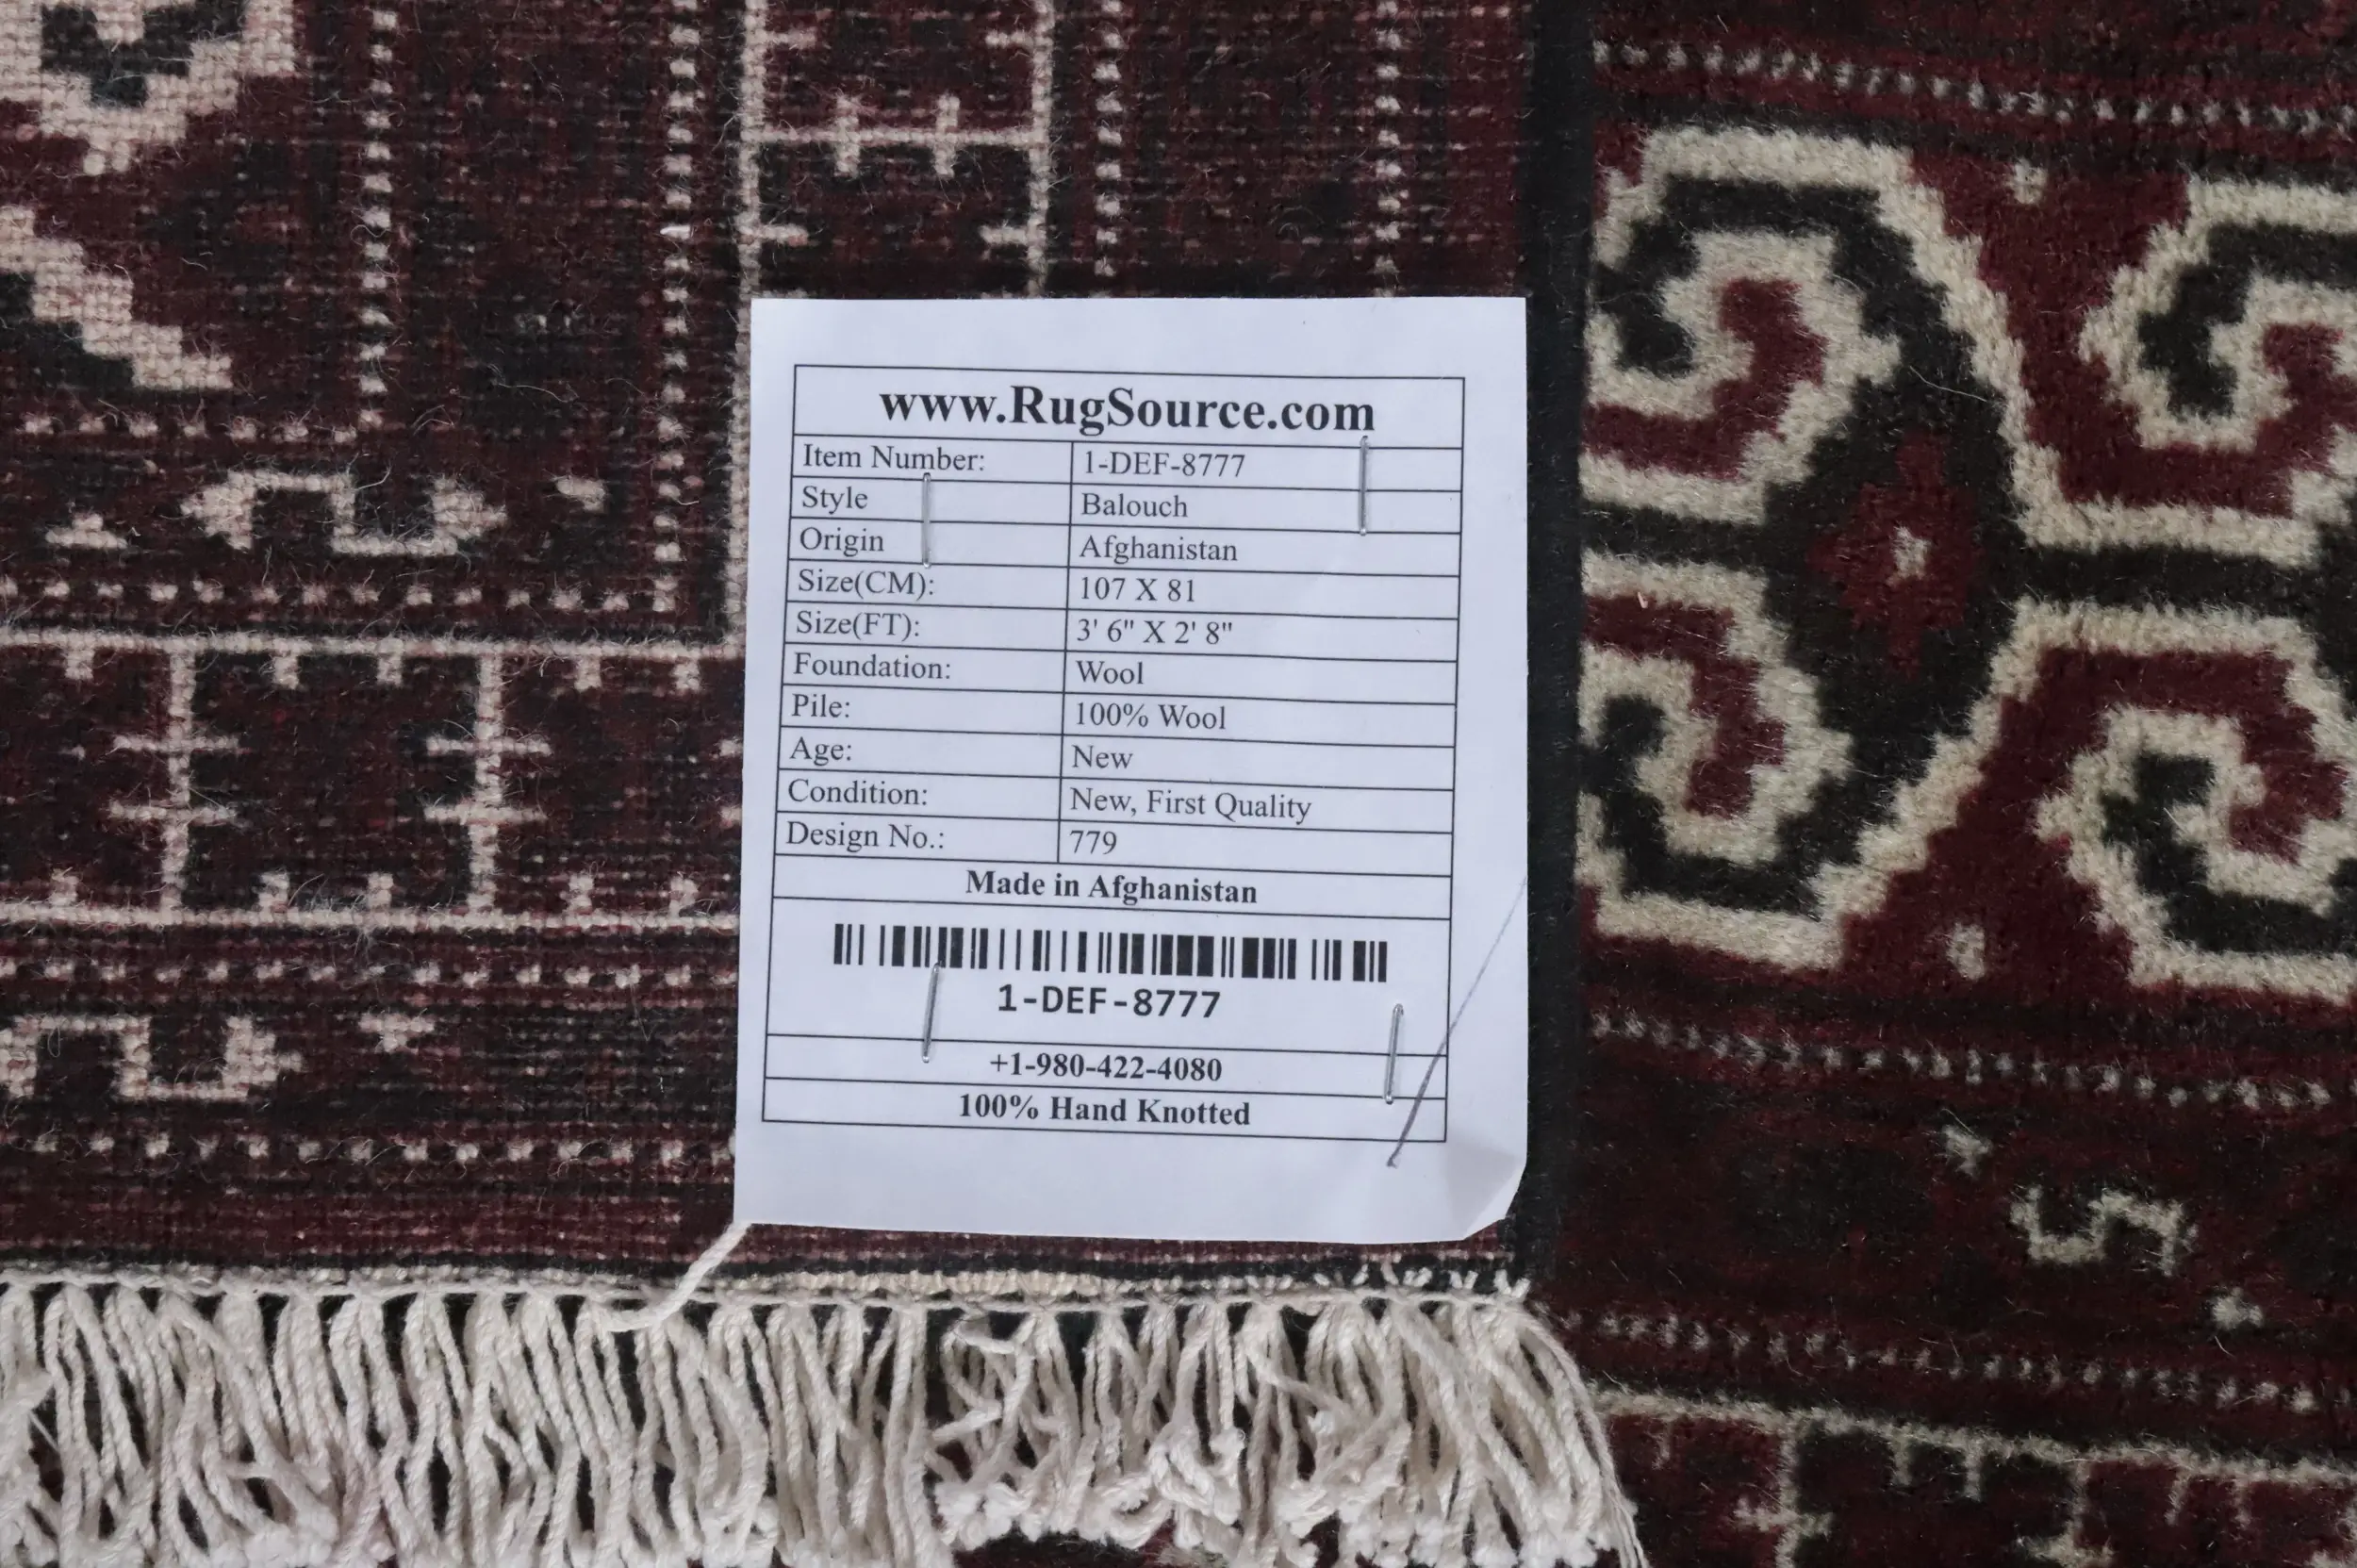 www.RugSource.com
Item Number: 1-DEF-8777
Style Balouch
Origin Afghanistan
Size(CM): 107 X 81
Size(FT): 3' 6" X 2' 8"
Foundation: Wool
Pile: 100% Wool
Age: New
Condition: New, First Quality
Design No.: 779
Made in Afghanistan
1-DEF-8777
+1-980-422-4080
100% Hand Knotted